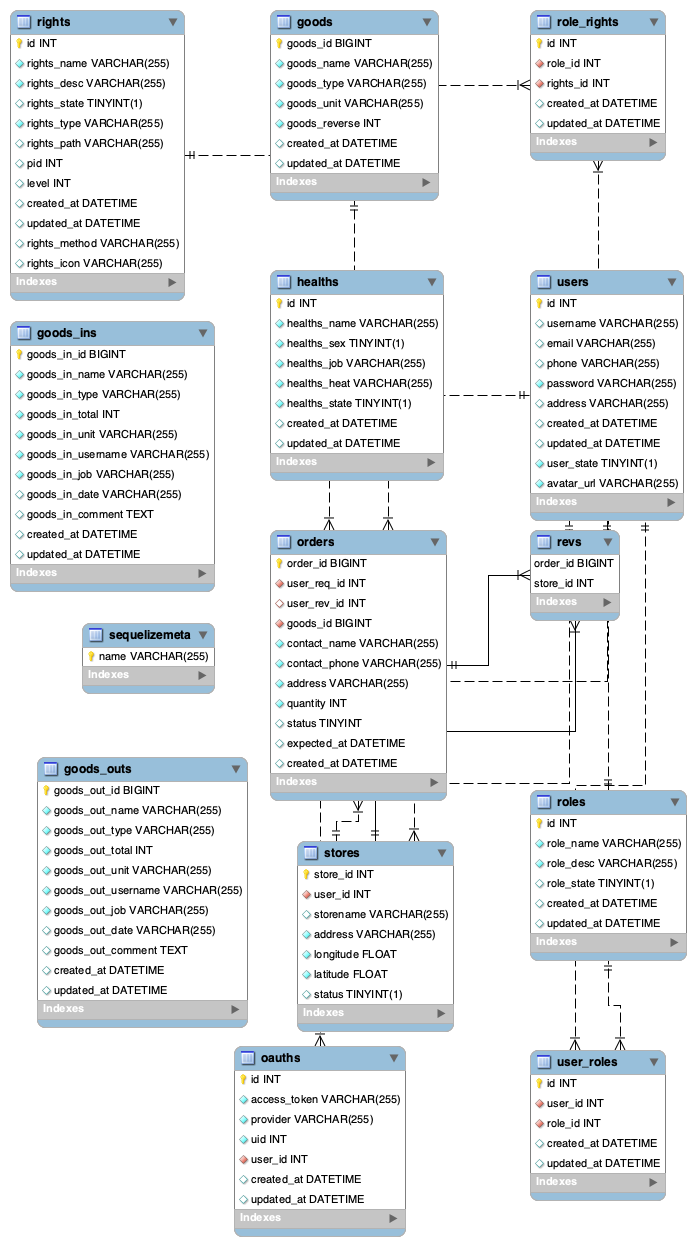 rights
id INT
rights_name VARCHAR(255)
rights_desc VARCHAR(255)
rights_state TINYINT(1)
rights_type VARCHAR(255)
rights_path VARCHAR(255)
pid INT
level INT
created_at DATETIME
updated_at DATETIME
rights_method VARCHAR(255)
rights_icon VARCHAR(255)
Indexes
goods
goods_id BIGINT
goods_name VARCHAR(255)
goods_type VARCHAR(255)
goods_unit VARCHAR(255)
goods_reverse INT
created_at DATETIME
updated_at DATETIME
Indexes
role_rights
id INT
role_id INT
rights_id INT
created_at DATETIME
updated_at DATETIME
Indexes
goods_ins
goods_in_id BIGINT
goods_in_name VARCHAR(255)
goods_in_type VARCHAR(255)
goods_in_total INT
goods_in_unit VARCHAR(255)
goods_in_username VARCHAR(255)
goods_in_job VARCHAR(255)
goods_in_date VARCHAR(255)
goods_in_comment TEXT
created_at DATETIME
updated_at DATETIME
Indexes
healths
id INT
healths_name VARCHAR(255)
healths_sex TINYINT(1)
healths_job VARCHAR(255)
healths_heat VARCHAR(255)
healths_state TINYINT(1)
created_at DATETIME
updated_at DATETIME
Indexes
users
id INT
username VARCHAR(255)
email VARCHAR(255)
phone VARCHAR(255)
password VARCHAR(255)
address VARCHAR(255)
created_at DATETIME
updated_at DATETIME
user_state TINYINT(1)
avatar_url VARCHAR(255)
Indexes
orders
order_id BIGINT
user_req_id INT
user_rev_id INT
goods_id BIGINT
contact_name VARCHAR(255)
contact_phone VARCHAR(255)
address VARCHAR(255)
quantity INT
status TINYINT
expected_at DATETIME
created_at DATETIME
Indexes
revs
order_id BIGINT
store_id INT
Indexes
sequelizemeta
name VARCHAR(255)
Indexes
goods_outs
goods_out_id BIGINT
goods_out_name VARCHAR(255)
goods_out_type VARCHAR(255)
goods_out_total INT
goods_out_unit VARCHAR(255)
goods_out_username VARCHAR(255)
goods_out_job VARCHAR(255)
goods_out_date VARCHAR(255)
goods_out_comment TEXT
created_at DATETIME
updated_at DATETIME
Indexes
stores
store_id INT
user_id INT
storename VARCHAR(255)
address VARCHAR(255)
longitude FLOAT
latitude FLOAT
status TINYINT(1)
Indexes
roles
id INT
role_name VARCHAR(255)
role_desc VARCHAR(255)
role_state TINYINT(1)
created_at DATETIME
updated_at DATETIME
Indexes
oauths
id INT
access_token VARCHAR(255)
provider VARCHAR(255)
uid INT
user_id INT
created_at DATETIME
updated_at DATETIME
Indexes
user_roles
id INT
user_id INT
role_id INT
created_at DATETIME
updated_at DATETIME
Indexes